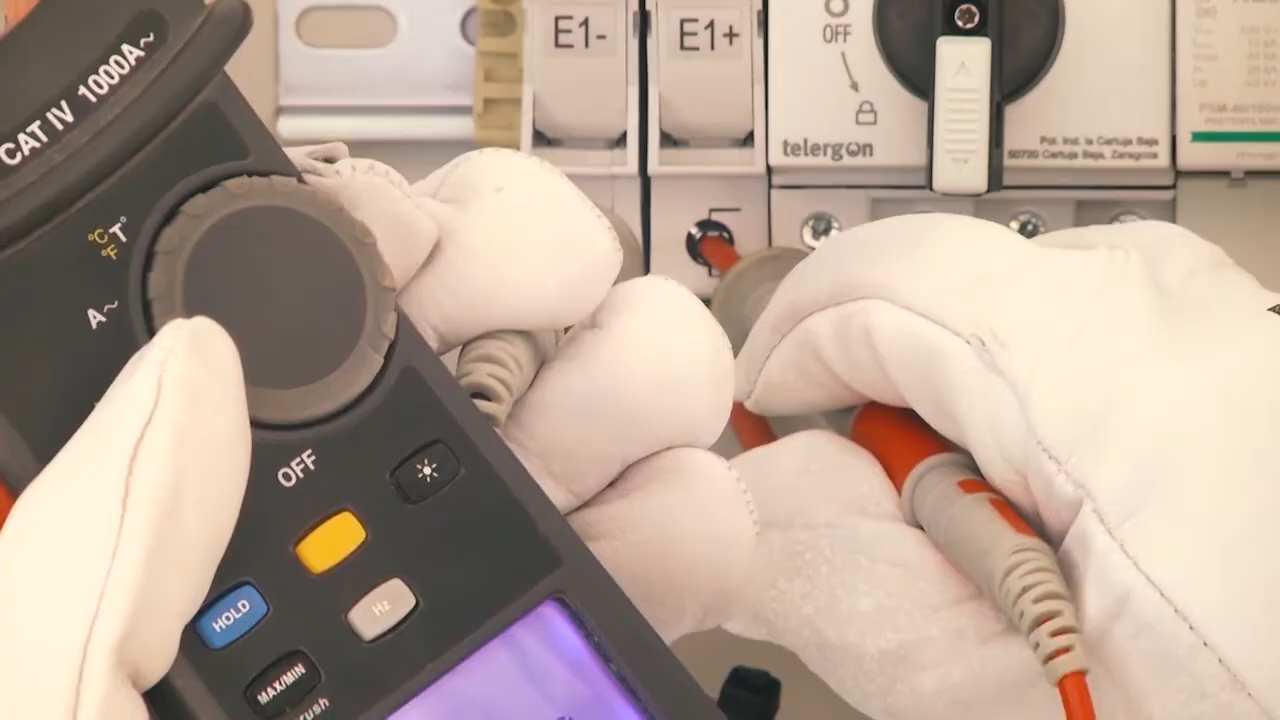 E1-
E1+
OFF
telergon
Pol. Ind. la Cartuja Baja
50720 Cartuja Baja, Zaragoza
CAT IV 1000A~
°C
°F
T°
A~
OFF
HOLD
Hz
MAX/MIN
rush